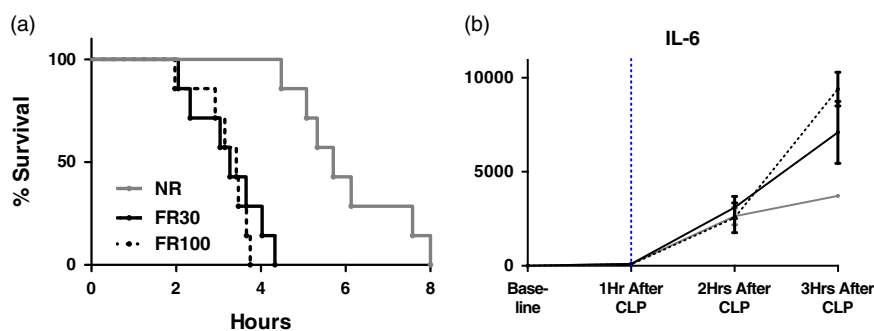 (a)
% Survival
100
50
0
NR
FR30
FR100
0 2 4 6 8
Hours
(b)
IL-6
10000
5000
0
Base-
line
1Hr After
CLP
2Hrs After
CLP
3Hrs After
CLP